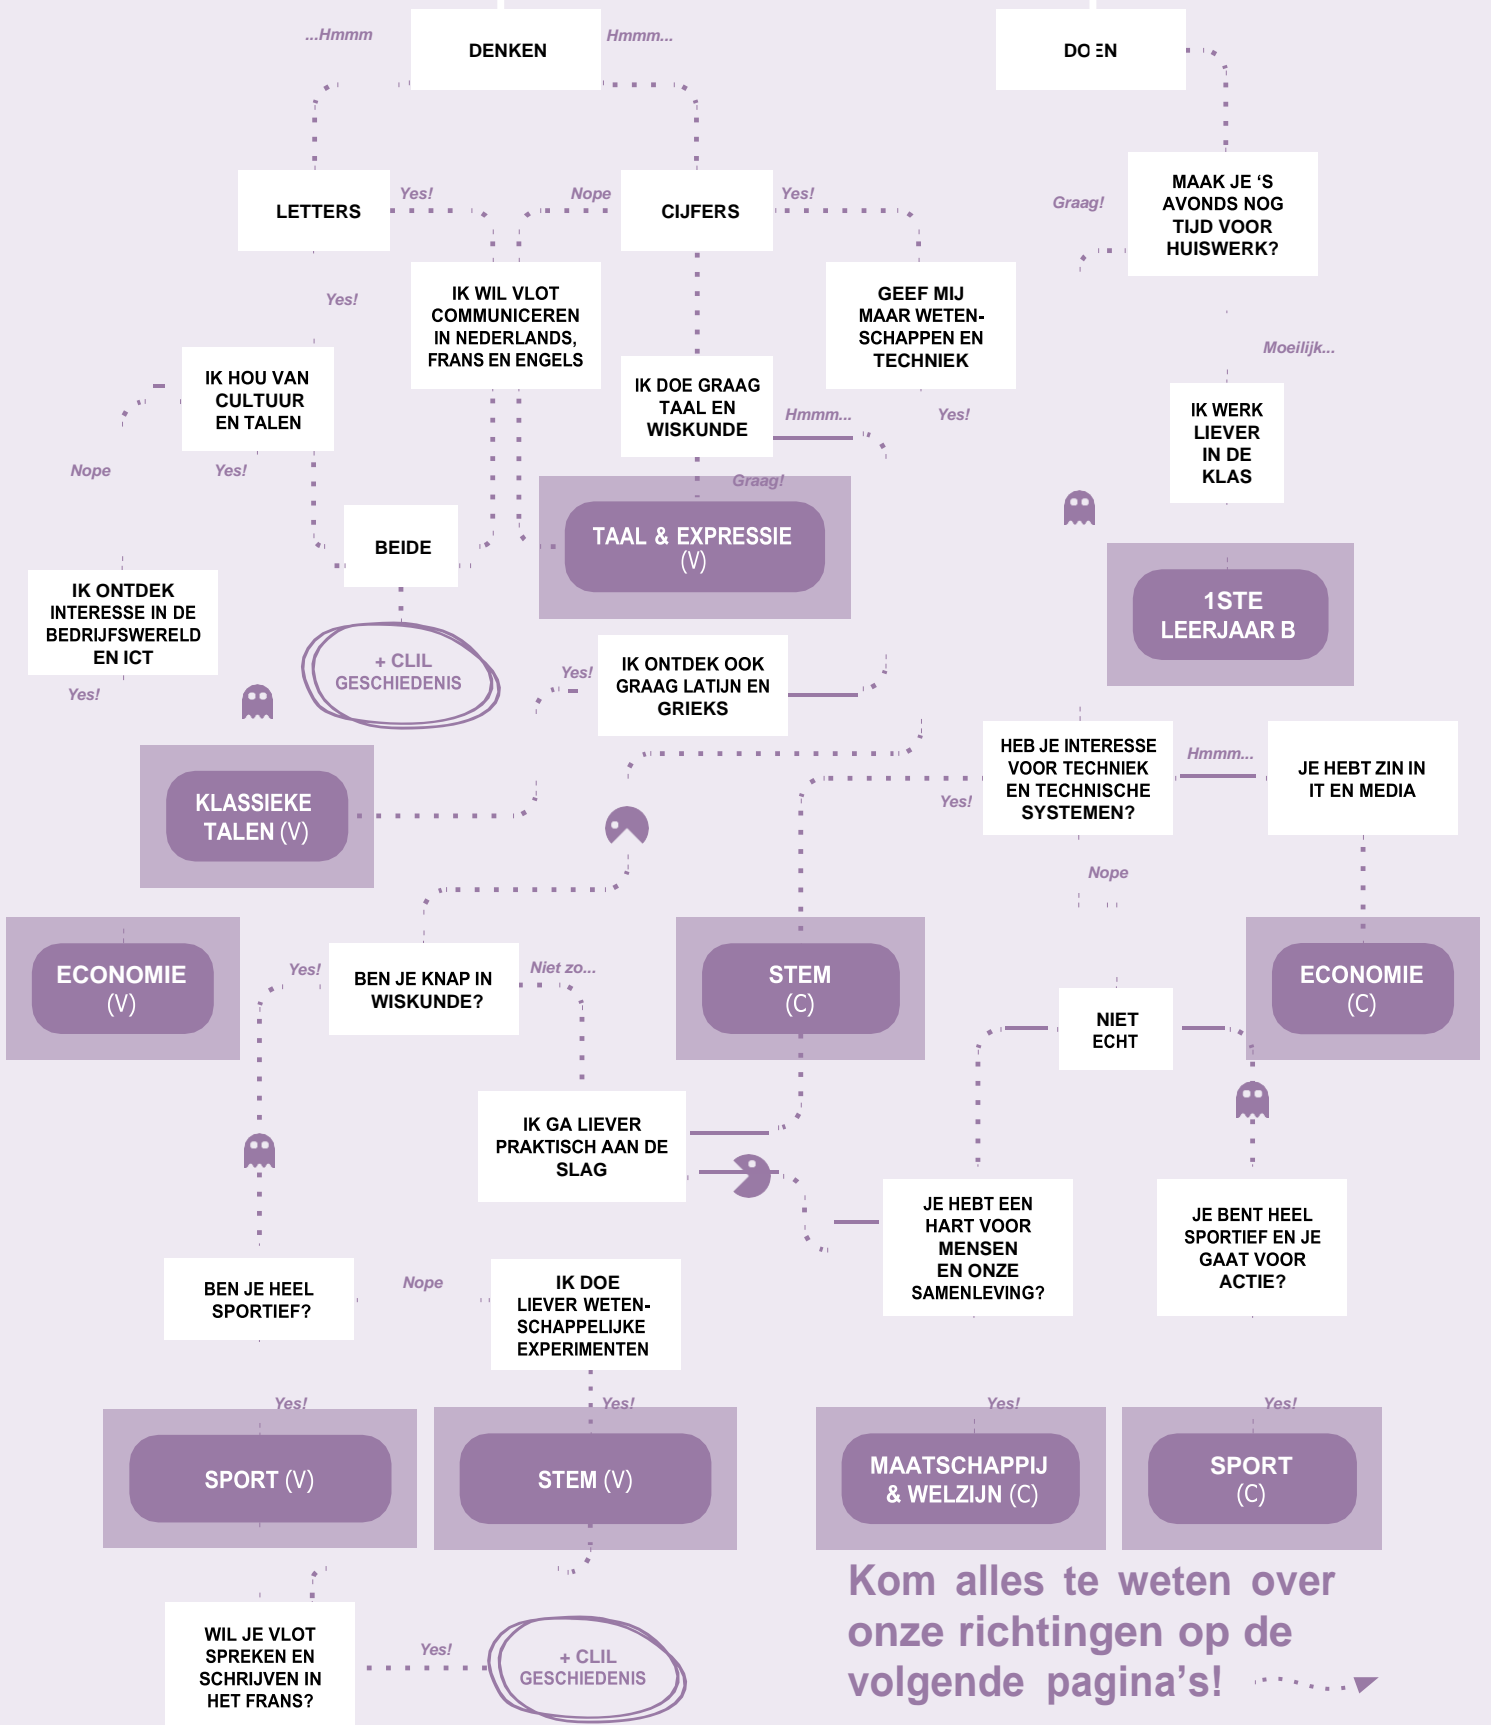 ...Hmmm
DENKEN
Hmmm...
DOEN
LETTERS
Yes!
Nope
CIJFERS
Yes!
Graag!
MAAK JE ‘S
AVONDS NOG
TIJD VOOR
HUISWERK?
Yes!
IK WIL VLOT
COMMUNICEREN
IN NEDERLANDS,
FRANS EN ENGELS
GEEF MIJ
MAAR WETEN-
SCHAPPEN EN
TECHNIEK
Moeilijk...
IK HOU VAN
CULTUUR
EN TALEN
IK DOE GRAAG
TAAL EN
WISKUNDE
Hmmm...
Yes!
IK WERK
LIEVER
IN DE
KLAS
Nope
Yes!
Graag!
BEIDE
TAAL & EXPRESSIE
(V)
IK ONTDEK
INTERESSE IN DE
BEDRIJFSWERELD
EN ICT
1STE
LEERJAAR B
+ CLIL
GESCHIEDENIS
Yes!
IK ONTDEK OOK
GRAAG LATIJN EN
GRIEKS
Yes!
HEB JE INTERESSE
VOOR TECHNIEK
EN TECHNISCHE
SYSTEMEN?
Hmmm...
JE HEBT ZIN IN
IT EN MEDIA
KLASSIEKE
TALEN (V)
Yes!
Nope
ECONOMIE
(V)
Yes!
BEN JE KNAP IN
WISKUNDE?
Niet zo...
STEM
(C)
NIET
ECHT
ECONOMIE
(C)
IK GA LIEVER
PRAKTISCH AAN DE
SLAG
JE HEBT EEN
HART VOOR
MENSEN
EN ONZE
SAMENLEVING?
JE BENT HEEL
SPORTIEF EN JE
GAAT VOOR
ACTIE?
BEN JE HEEL
SPORTIEF?
Nope
IK DOE
LIEVER WETEN-
SCHAPPELIJKE
EXPERIMENTEN
Yes!
Yes!
Yes!
Yes!
SPORT (V)
STEM (V)
MAATSCHAPPIJ
& WELZIJN (C)
SPORT
(C)
Kom alles te weten over
onze richtingen op de
volgende pagina’s!
WIL JE VLOT
SPREKEN EN
SCHRIJVEN IN
HET FRANS?
Yes!
+ CLIL
GESCHIEDENIS